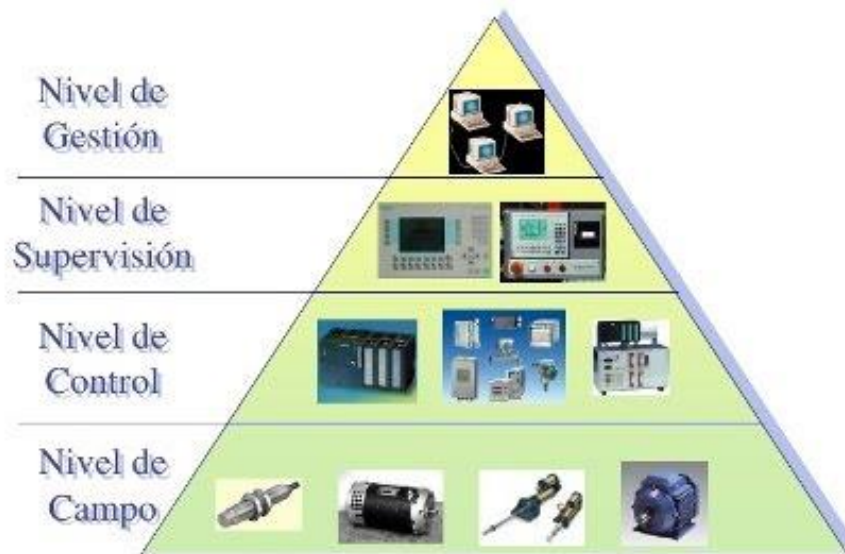 Nivel de
Gestión
Nivel de
Supervisión
Nivel de
Control
Nivel de
Campo